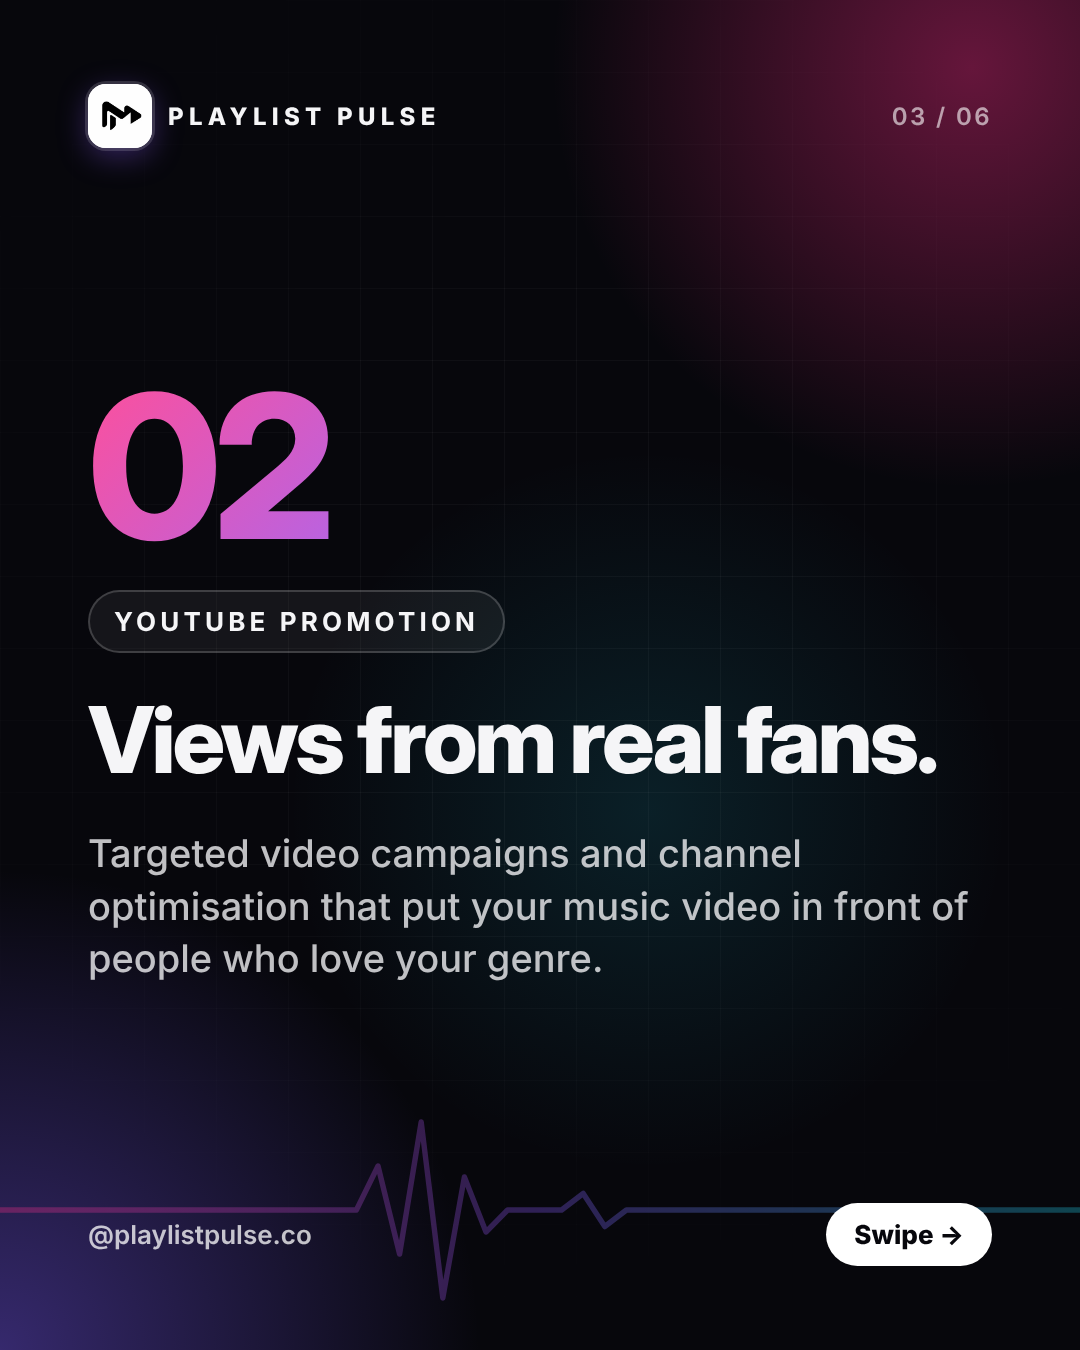 PLAYLIST PULSE
03 / 06
02
YOUTUBE PROMOTION
Views from real fans.
Targeted video campaigns and channel
optimisation that put your music video in front of
people who love your genre.
@playlistpulse.co
Swipe →